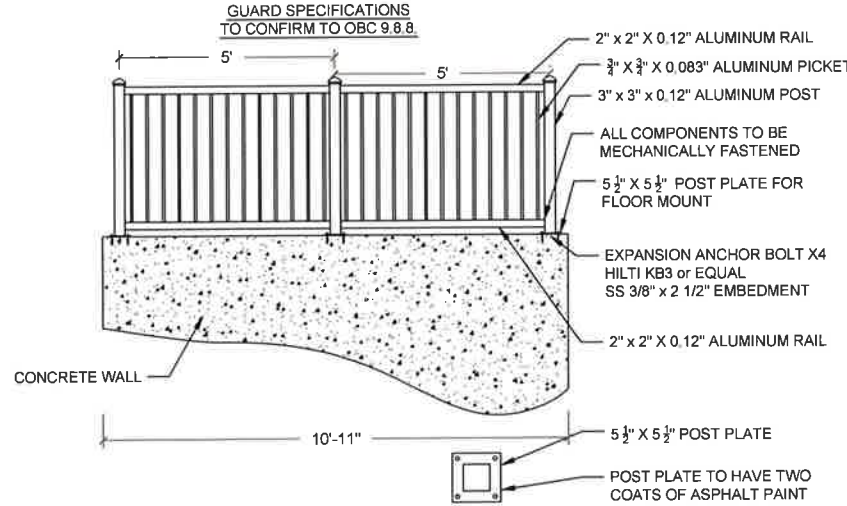 GUARD SPECIFICATIONS
TO CONFIRM TO OBC 9.8.8.
5'
5'
2" x 2" X 0.12" ALUMINUM RAIL
3/4" X 3/4" X 0.083" ALUMINUM PICKET
3" x 3" x 0.12" ALUMINUM POST
ALL COMPONENTS TO BE
MECHANICALLY FASTENED
5 1/2" X 5 1/2" POST PLATE FOR
FLOOR MOUNT
EXPANSION ANCHOR BOLT X4
HILTI KB3 or EQUAL
SS 3/8" x 2 1/2" EMBEDMENT
2" x 2" X 0.12" ALUMINUM RAIL
CONCRETE WALL
10'-11"
5 1/2" X 5 1/2" POST PLATE
POST PLATE TO HAVE TWO
COATS OF ASPHALT PAINT